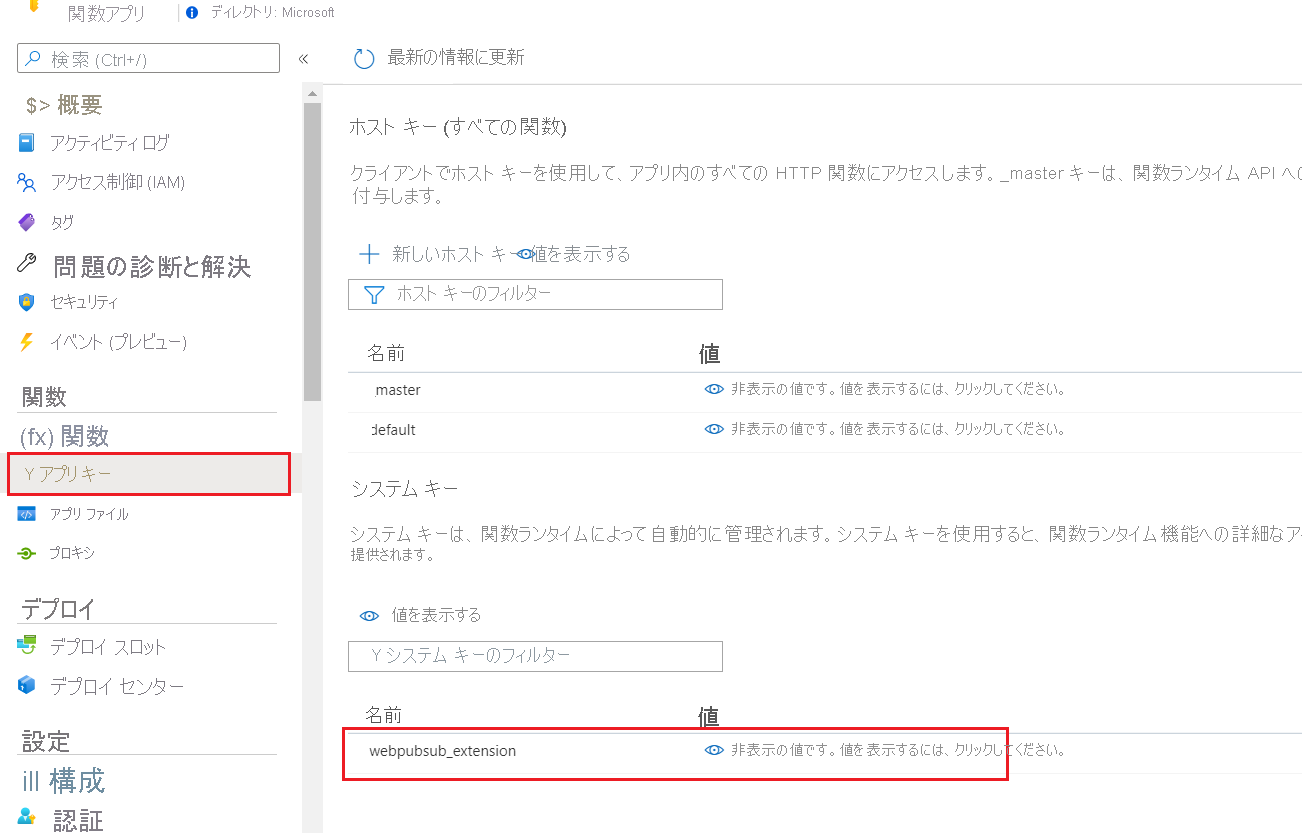 関数アプリ
ディレクトリ: Microsoft
検索 (Ctrl+/)
«
最新の情報に更新
$> 概要
アクティビティ ログ
アクセス制御 (IAM)
タグ
問題の診断と解決
セキュリティ
イベント (プレビュー)
関数
(fx) 関数
Y アプリ キー
アプリ ファイル
プロキシ
デプロイ
デプロイ スロット
デプロイ センター
設定
ill 構成
認証
ホスト キー (すべての関数)
クライアントでホスト キーを使用して、アプリ内のすべての HTTP 関数にアクセスします。_master キーは、関数ランタイム API への
付与します。
新しいホスト キー 値を表示する
ホスト キーのフィルター
名前 値
_master 非表示の値です。値を表示するには、クリックしてください。
default 非表示の値です。値を表示するには、クリックしてください。
システム キー
システム キーは、関数ランタイムによって自動的に管理されます。システム キーを使用すると、関数ランタイム機能への詳細なア
提供されます。
値を表示する
Y システム キーのフィルター
名前 値
webpubsub_extension 非表示の値です。値を表示するには、クリックしてください。